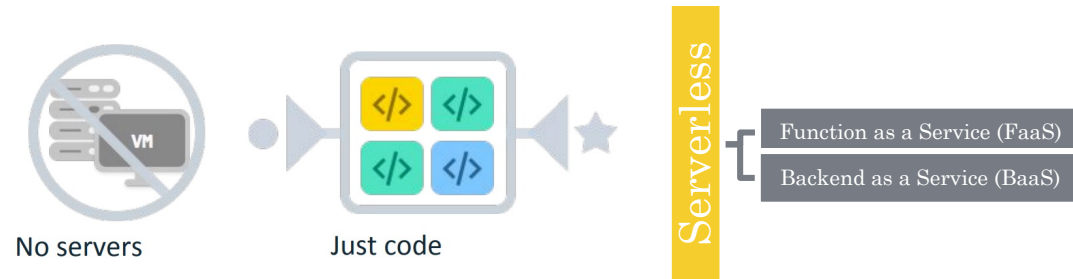 VM
</>
</>
</>
</>
No servers
Just code
Serverless
Function as a Service (FaaS)
Backend as a Service (BaaS)